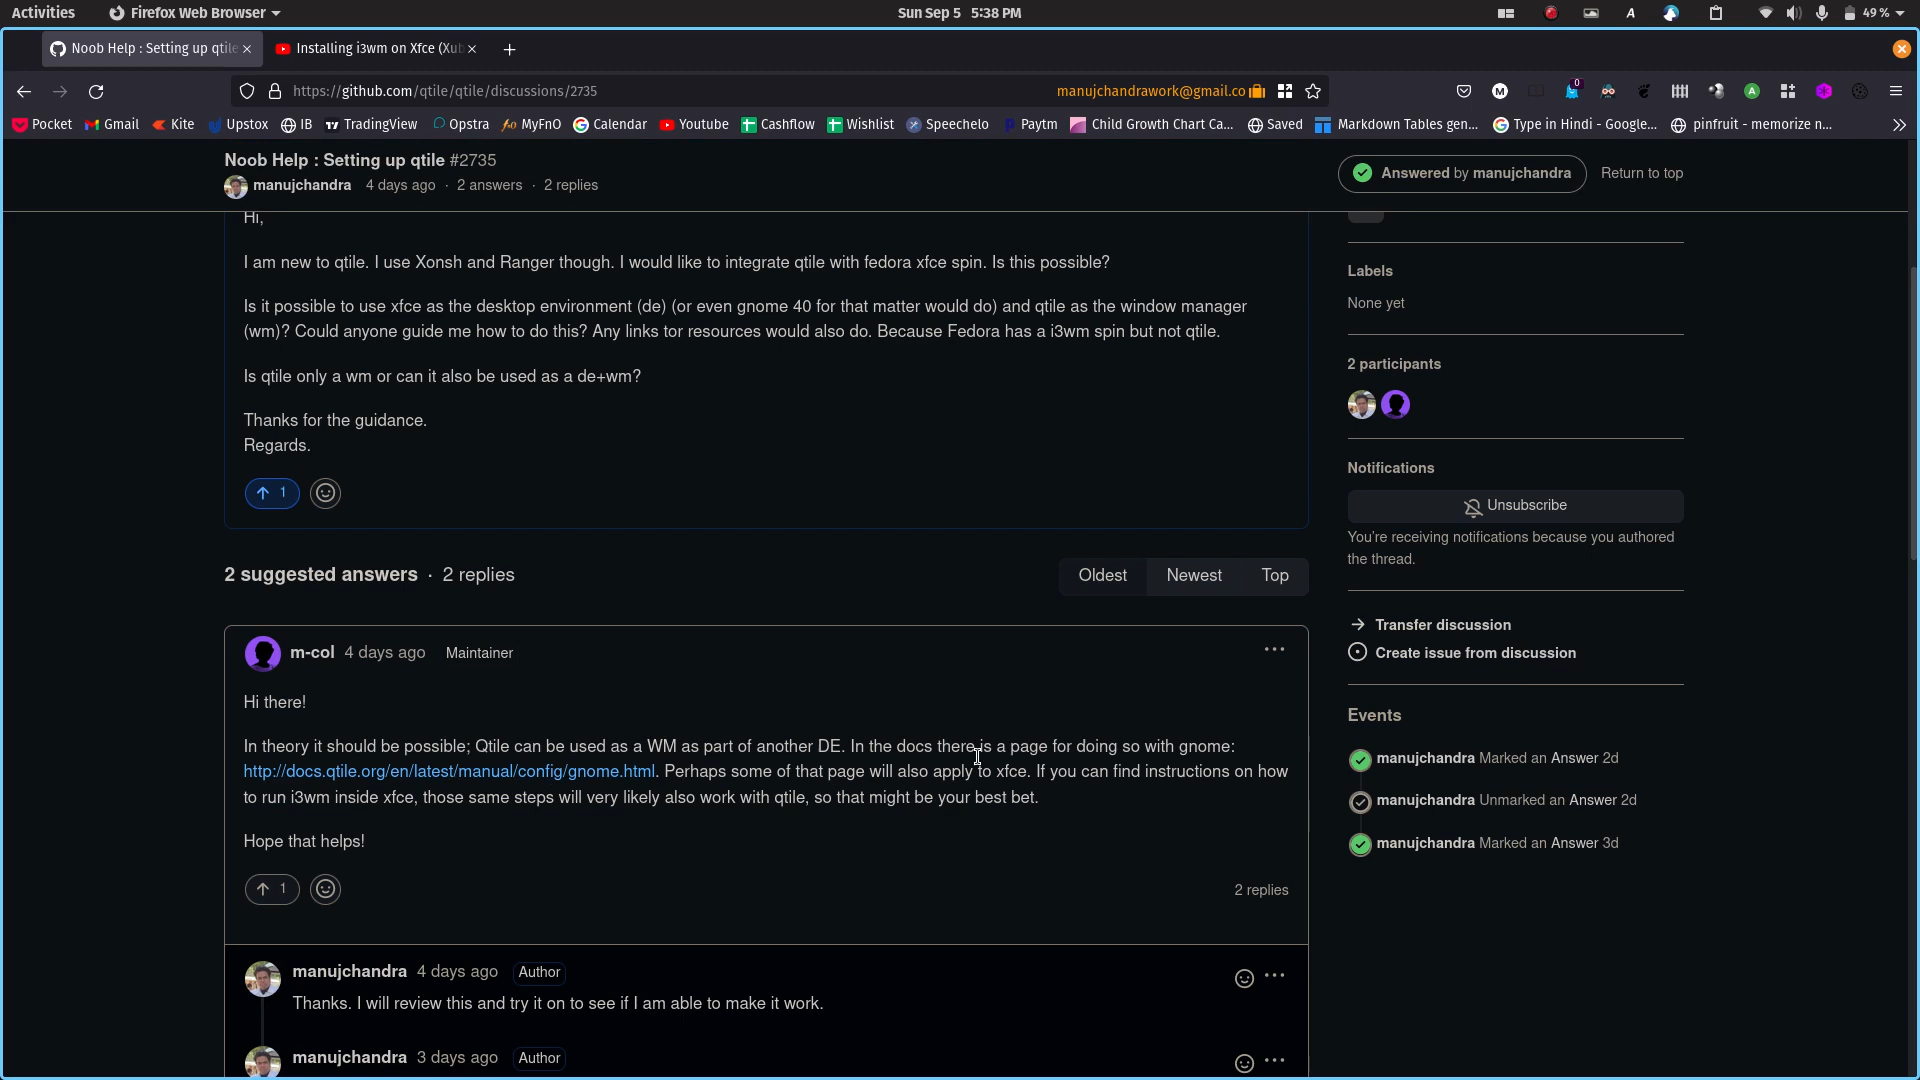 Activities
Firefox Web Browser
Sun Sep 5 5:38 PM
A
49 %
Noob Help : Setting up qtile
Installing i3wm on Xfce (Xub
https://github.com/qtile/qtile/discussions/2735
manujchandrawork@gmail.co
M
0
A
Pocket
Gmail
Kite
Upstox
IB
TradingView
Opstra
MyFnO
Calendar
Youtube
Cashflow
Wishlist
Speechelo
Paytm
Child Growth Chart Ca...
Saved
Markdown Tables gen...
Type in Hindi - Google...
pinfruit - memorize n...
Noob Help : Setting up qtile #2735
manujchandra 4 days ago · 2 answers · 2 replies
Answered by manujchandra
Return to top
Hi,
I am new to qtile. I use Xonsh and Ranger though. I would like to integrate qtile with fedora xfce spin. Is this possible?
Is it possible to use xfce as the desktop environment (de) (or even gnome 40 for that matter would do) and qtile as the window manager
(wm)? Could anyone guide me how to do this? Any links tor resources would also do. Because Fedora has a i3wm spin but not qtile.
Is qtile only a wm or can it also be used as a de+wm?
Thanks for the guidance.
Regards.
1
2 suggested answers · 2 replies
Oldest
Newest
Top
m-col 4 days ago Maintainer
Hi there!
In theory it should be possible; Qtile can be used as a WM as part of another DE. In the docs there is a page for doing so with gnome:
http://docs.qtile.org/en/latest/manual/config/gnome.html. Perhaps some of that page will also apply to xfce. If you can find instructions on how
to run i3wm inside xfce, those same steps will very likely also work with qtile, so that might be your best bet.
Hope that helps!
1
2 replies
manujchandra 4 days ago Author
Thanks. I will review this and try it on to see if I am able to make it work.
manujchandra 3 days ago Author
Labels
None yet
2 participants
Notifications
Unsubscribe
You're receiving notifications because you authored
the thread.
Transfer discussion
Create issue from discussion
Events
manujchandra Marked an Answer 2d
manujchandra Unmarked an Answer 2d
manujchandra Marked an Answer 3d